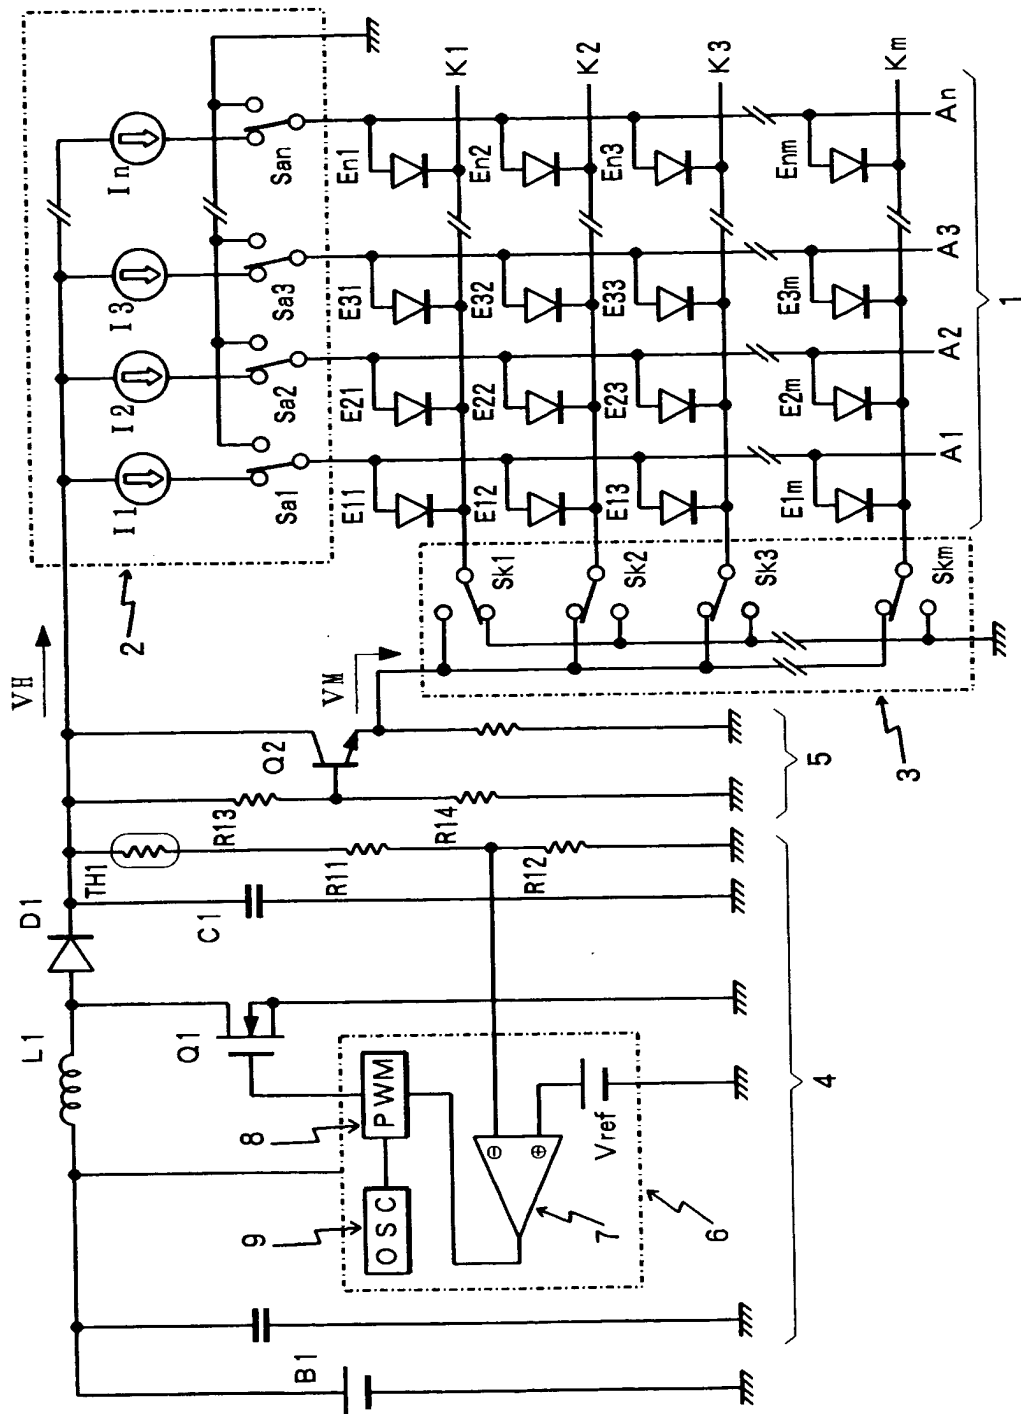 B1
L1
D1
VH
I1
I2
I3
In
2
Sa1
Sa2
Sa3
San
9
OSC
8
PWM
Q1
C1
TH1
R11
R12
R13
R14
Q2
VM
7
Vref
6
4
5
3
Sk1
Sk2
Sk3
Skm
E11
E21
E31
En1
K1
E12
E22
E32
En2
K2
E13
E23
E33
En3
K3
E1m
E2m
E3m
Enm
Km
A1
A2
A3
An
1